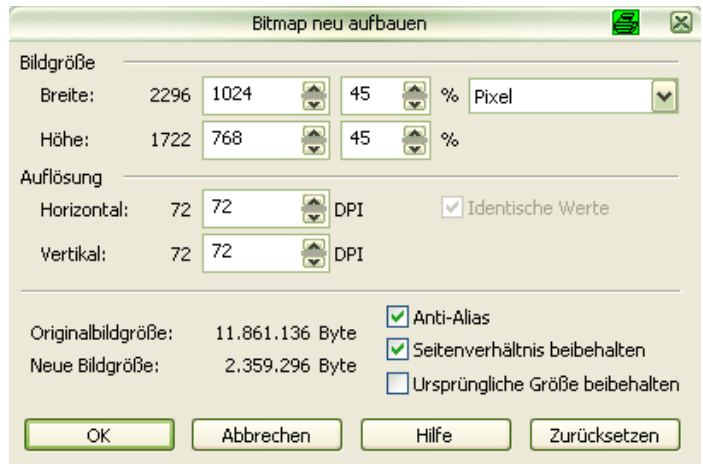 Bitmap neu aufbauen
Bildgröße
Breite: 2296 1024 45 % Pixel
Höhe: 1722 768 45 %
Auflösung
Horizontal: 72 72 DPI Identische Werte
Vertikal: 72 72 DPI
Originalbildgröße: 11.861.136 Byte
Neue Bildgröße: 2.359.296 Byte
Anti-Alias
Seitenverhältnis beibehalten
Ursprüngliche Größe beibehalten
OK Abbrechen Hilfe Zurücksetzen